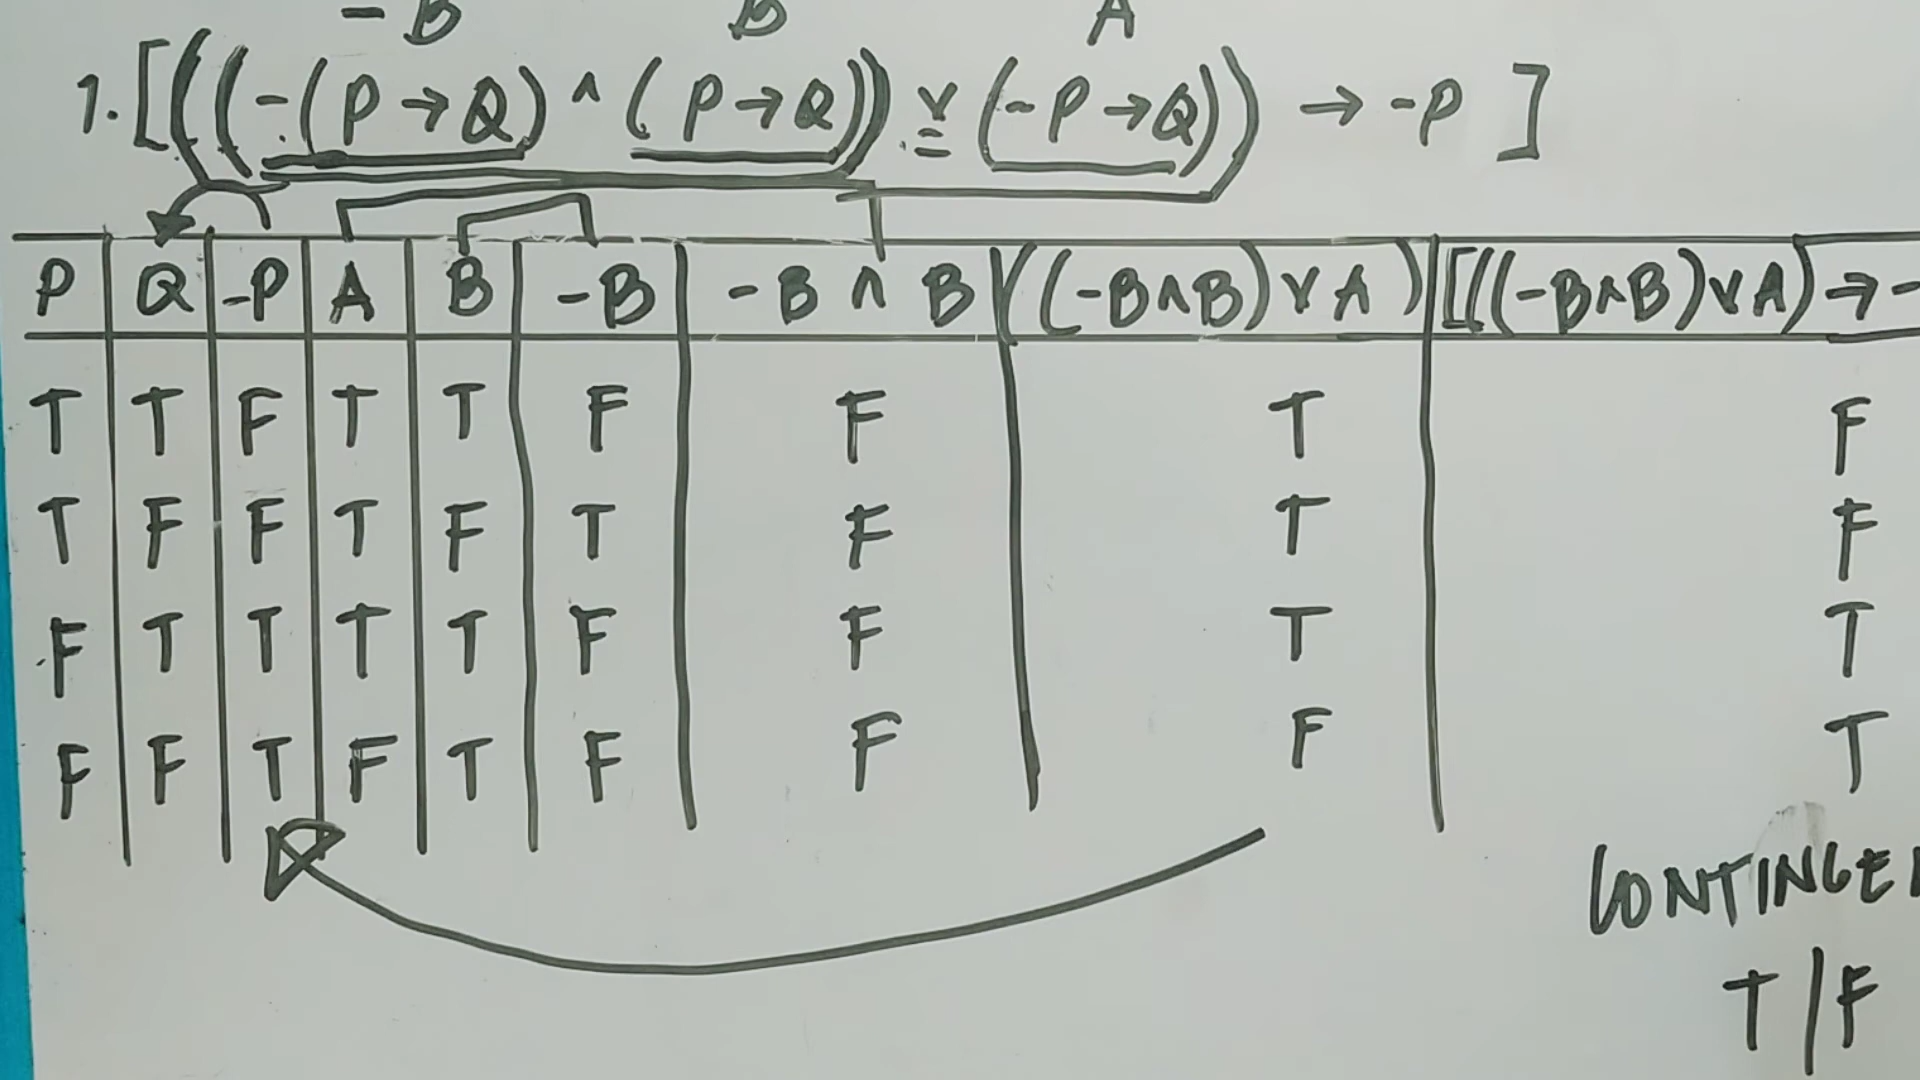 -B B A
1. [((-(P→Q) ^ (P→Q)) v (-P→Q)) → -P ]
P Q -P A B -B -B ∧ B ((-B∧B) v A) [((-B∧B) v A) → -
T T F T T F F T F
T F F T F T F T F
F T T T T F F T T
F F T F T F F F T
CONTINGE
T / F